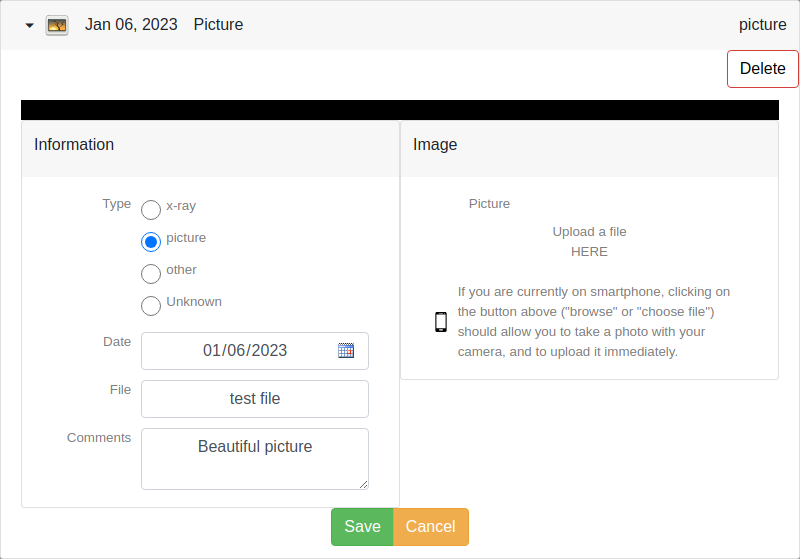 Jan 06, 2023 Picture picture
Delete
Information
Type
x-ray
picture
other
Unknown
Date 01/06/2023
File test file
Comments Beautiful picture
Image
Picture
Upload a file
HERE
If you are currently on smartphone, clicking on
the button above ("browse" or "choose file")
should allow you to take a photo with your
camera, and to upload it immediately.
Save Cancel